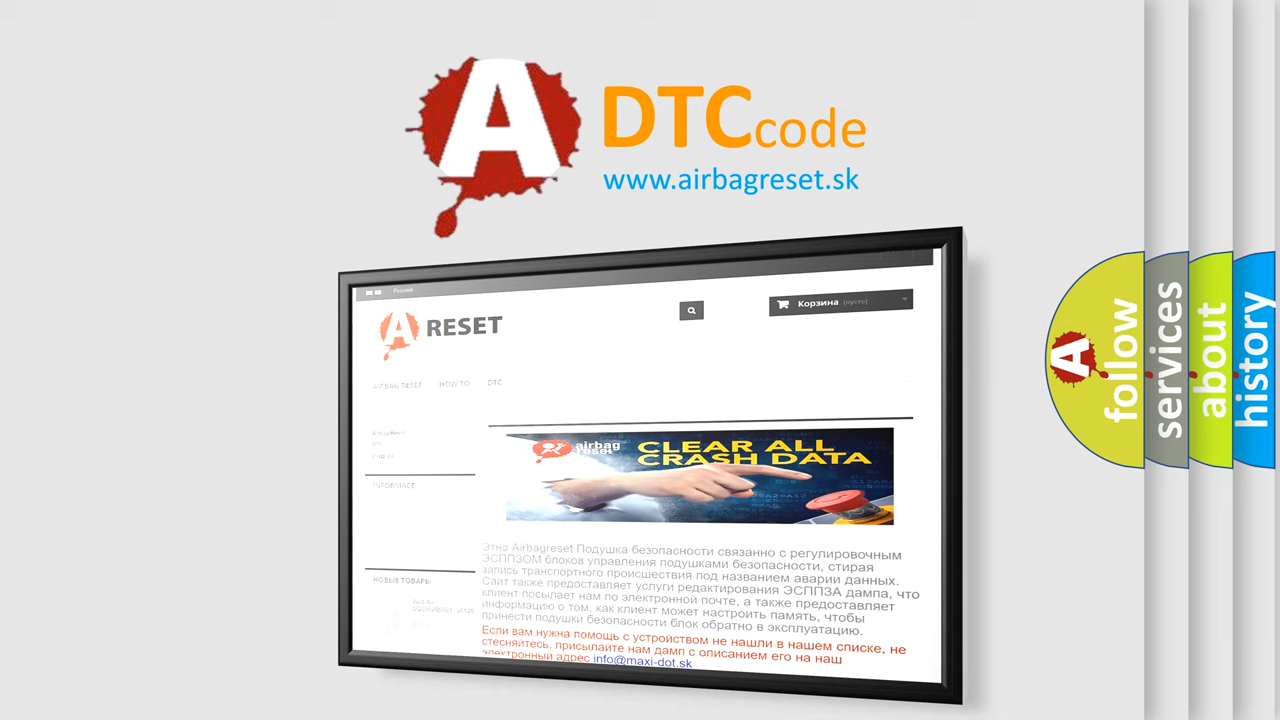 A
DTCcode
www.airbagreset.sk
Русский
A RESET
Корзина (пусто)
AIRBAG RESET HOW TO DTC
INFORMACE
НОВЫЕ ТОВАРЫ
airbag
reset
CLEAR ALL
CRASH DATA
Этно Airbagreset Подушка безопасности связанно с регулировочным
ЭСППЗОМ блоков управления подушками безопасности, стирая
запись транспортного происшествия под названием аварии данных.
Сайт также предоставляет услуги редактирования ЭСППЗА дампа, что
клиент посылает нам по электронной почте, а также предоставляет
информацию о том, как клиент может настроить память, чтобы
принести подушки безопасности блок обратно в эксплуатацию.
Если вам нужна помощь с устройством не нашли в нашем списке, не
стесняйтесь, присылайте нам дамп с описанием его на наш
электронный адрес info@maxi-dot.sk
A
follow
services
about
history